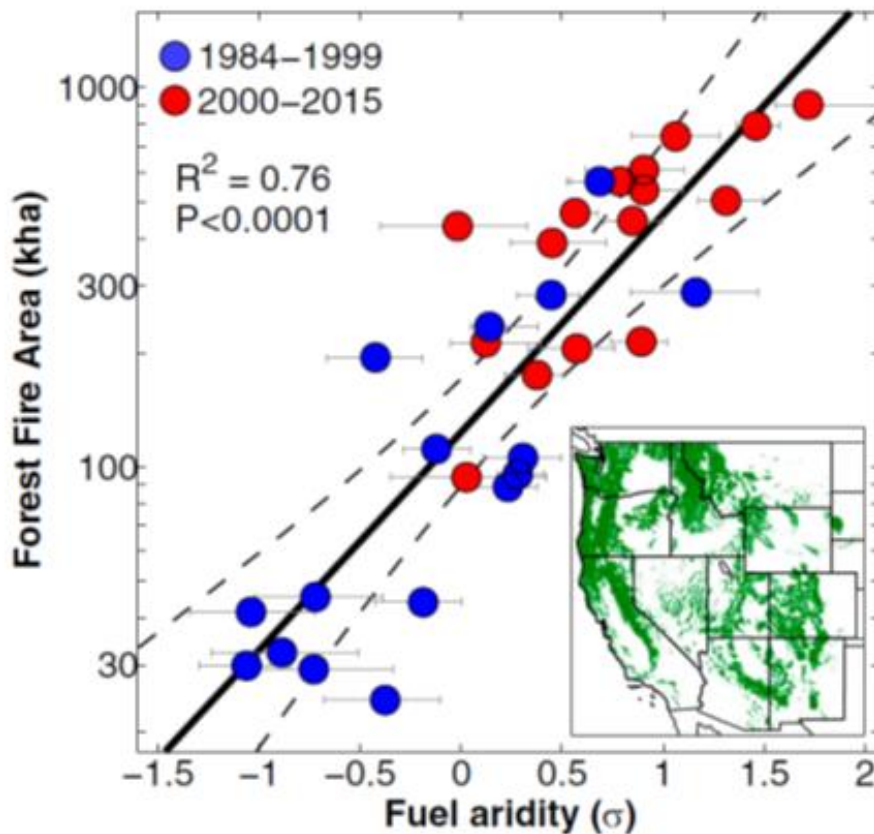 1984−1999
2000−2015
R² = 0.76
P<0.0001
1000
300
100
30
Forest Fire Area (kha)
−1.5 −1 −0.5 0 0.5 1 1.5 2
Fuel aridity (σ)